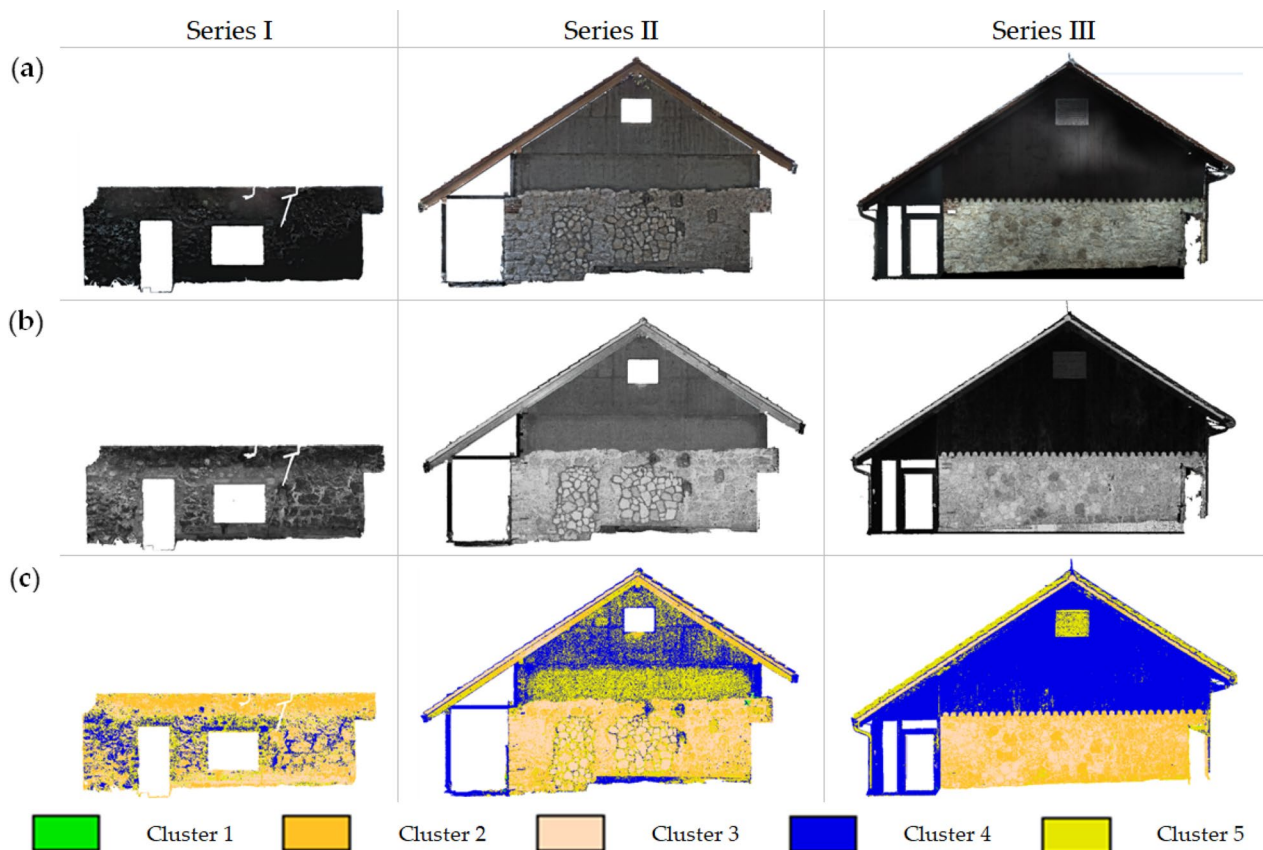 Series I Series II Series III
(a)
(b)
(c)
Cluster 1 Cluster 2 Cluster 3 Cluster 4 Cluster 5